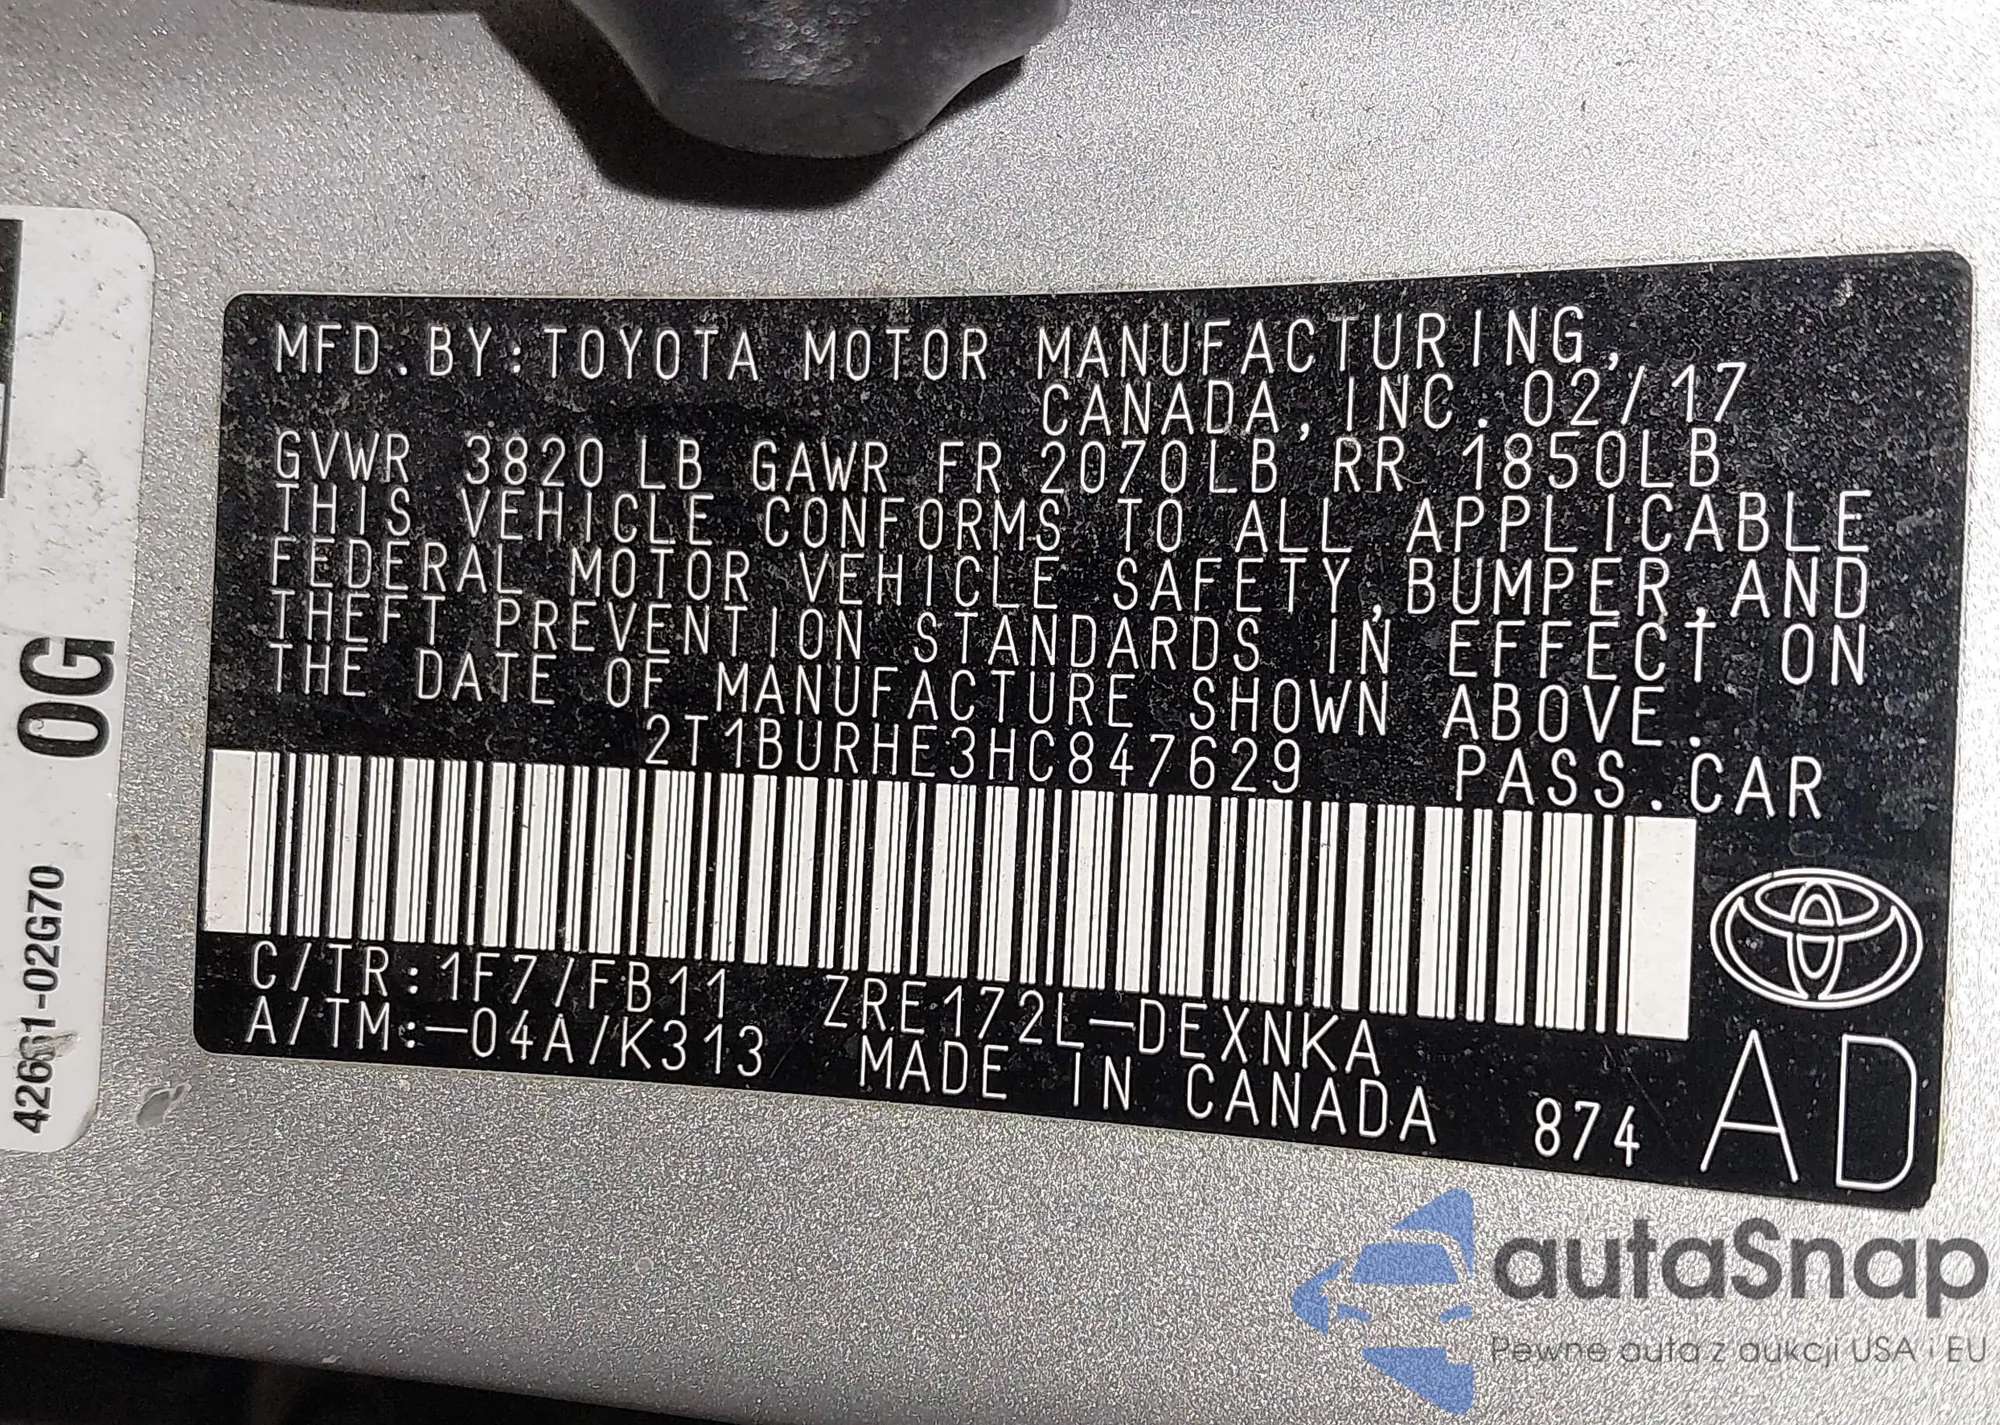 MFD.BY:TOYOTA MOTOR MANUFACTURING,
CANADA,INC.02/17
GVWR 3820LB GAWR FR 2070LB RR 1850LB
THIS VEHICLE CONFORMS TO ALL APPLICABLE
FEDERAL MOTOR VEHICLE SAFETY,BUMPER,AND
THEFT PREVENTION STANDARDS IN EFFECT ON
THE DATE OF MANUFACTURE SHOWN ABOVE.
2T1BURHE3HC847629 PASS.CAR
C/TR:1F7/FB11 ZRE172L-DEXNKA
A/TM:-04A/K313 MADE IN CANADA 874 AD
0G
42661-02G70
autaSnap
Pewne auta z aukcji USA i EU